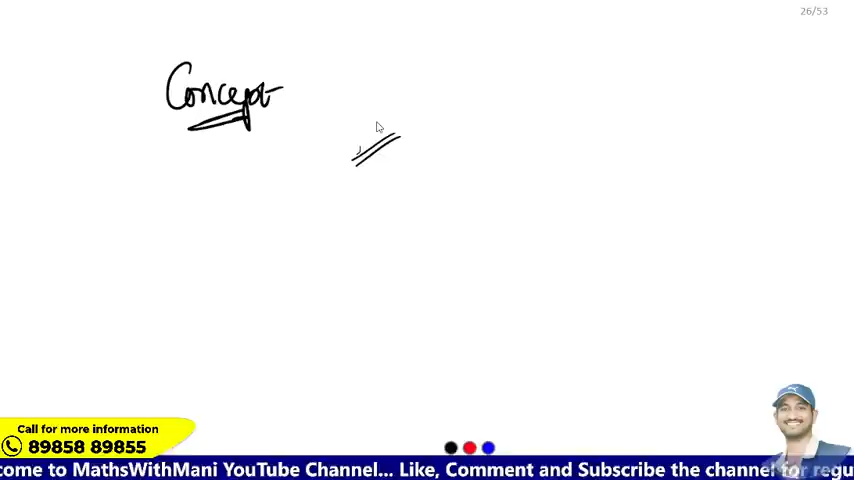 26/53
Concept
Call for more information
89858 89855
come to MathsWithMani YouTube Channel... Like, Comment and Subscribe the channel for regu